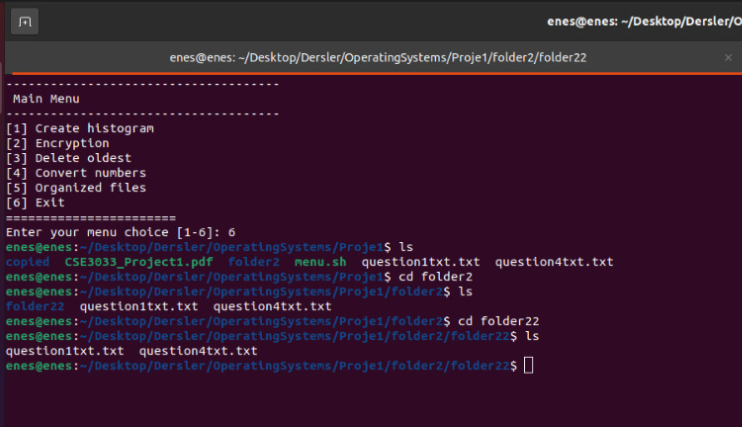 enes@enes: ~/Desktop/Dersler/O
enes@enes: ~/Desktop/Dersler/OperatingSystems/Proje1/folder2/folder22 ×
-------------------------------------
Main Menu
-------------------------------------
[1] Create histogram
[2] Encryption
[3] Delete oldest
[4] Convert numbers
[5] Organized files
[6] Exit
=======================
Enter your menu choice [1-6]: 6
enes@enes:~/Desktop/Dersler/OperatingSystems/Proje1$ ls
copied CSE3033_Project1.pdf folder2 menu.sh question1txt.txt question4txt.txt
enes@enes:~/Desktop/Dersler/OperatingSystems/Proje1$ cd folder2
enes@enes:~/Desktop/Dersler/OperatingSystems/Proje1/folder2$ ls
folder22 question1txt.txt question4txt.txt
enes@enes:~/Desktop/Dersler/OperatingSystems/Proje1/folder2$ cd folder22
enes@enes:~/Desktop/Dersler/OperatingSystems/Proje1/folder2/folder22$ ls
question1txt.txt question4txt.txt
enes@enes:~/Desktop/Dersler/OperatingSystems/Proje1/folder2/folder22$